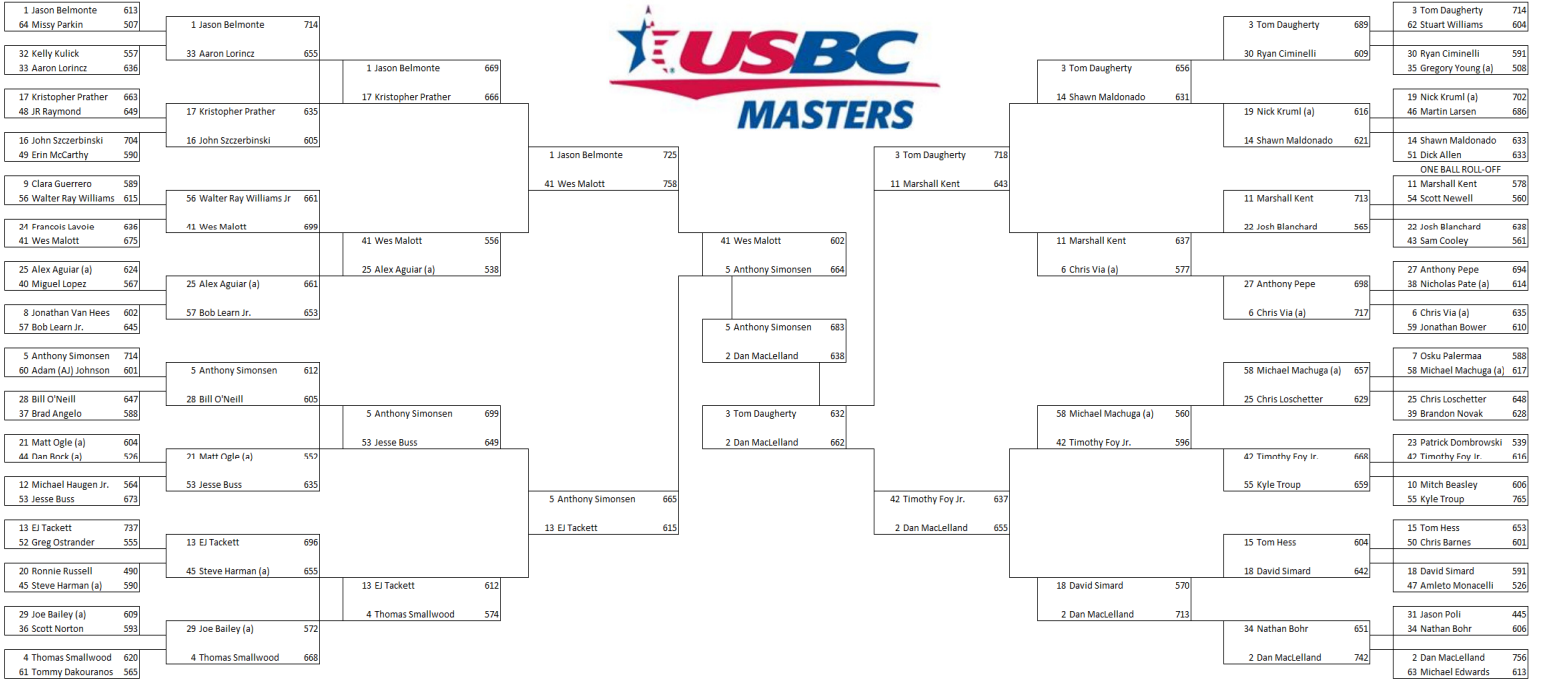 1 Jason Belmonte 613
64 Missy Parkin 507
32 Kelly Kulick 557
33 Aaron Lorincz 636
17 Kristopher Prather 663
48 JR Raymond 649
16 John Szczerbinski 704
49 Erin McCarthy 590
9 Clara Guerrero 589
56 Walter Ray Williams 615
24 Francois Lavoie 636
41 Wes Malott 675
25 Alex Aguiar (a) 624
40 Miguel Lopez 567
8 Jonathan Van Hees 602
57 Bob Learn Jr. 645
5 Anthony Simonsen 714
60 Adam (AJ) Johnson 601
28 Bill O'Neill 647
37 Brad Angelo 588
21 Matt Ogle (a) 604
44 Dan Bock (a) 526
12 Michael Haugen Jr. 564
53 Jesse Buss 673
13 EJ Tackett 737
52 Greg Ostrander 555
20 Ronnie Russell 490
45 Steve Harman (a) 590
29 Joe Bailey (a) 609
36 Scott Norton 593
4 Thomas Smallwood 620
61 Tommy Dakouranos 565
1 Jason Belmonte 714
33 Aaron Lorincz 655
17 Kristopher Prather 635
16 John Szczerbinski 605
56 Walter Ray Williams Jr 661
41 Wes Malott 699
25 Alex Aguiar (a) 661
57 Bob Learn Jr. 653
5 Anthony Simonsen 612
28 Bill O'Neill 605
21 Matt Ogle (a) 552
53 Jesse Buss 635
13 EJ Tackett 696
45 Steve Harman (a) 655
29 Joe Bailey (a) 572
4 Thomas Smallwood 668
1 Jason Belmonte 669
17 Kristopher Prather 666
41 Wes Malott 556
25 Alex Aguiar (a) 538
5 Anthony Simonsen 699
53 Jesse Buss 649
13 EJ Tackett 612
4 Thomas Smallwood 574
1 Jason Belmonte 725
41 Wes Malott 758
5 Anthony Simonsen 665
13 EJ Tackett 615
USBC
MASTERS
41 Wes Malott 602
5 Anthony Simonsen 664
5 Anthony Simonsen 683
2 Dan MacLelland 638
3 Tom Daugherty 632
2 Dan MacLelland 662
3 Tom Daugherty 718
11 Marshall Kent 643
42 Timothy Foy Jr. 637
2 Dan MacLelland 655
3 Tom Daugherty 656
14 Shawn Maldonado 631
11 Marshall Kent 637
6 Chris Via (a) 577
58 Michael Machuga (a) 560
42 Timothy Foy Jr. 596
18 David Simard 570
2 Dan MacLelland 713
3 Tom Daugherty 689
30 Ryan Ciminelli 609
19 Nick Kruml (a) 616
14 Shawn Maldonado 621
11 Marshall Kent 713
22 Josh Blanchard 565
27 Anthony Pepe 698
6 Chris Via (a) 717
58 Michael Machuga (a) 657
25 Chris Loschetter 629
42 Timothy Foy Jr. 668
55 Kyle Troup 659
15 Tom Hess 604
18 David Simard 642
34 Nathan Bohr 651
2 Dan MacLelland 742
3 Tom Daugherty 714
62 Stuart Williams 604
30 Ryan Ciminelli 591
35 Gregory Young (a) 508
19 Nick Kruml (a) 702
46 Martin Larsen 686
14 Shawn Maldonado 633
51 Dick Allen 633
ONE BALL ROLL-OFF
11 Marshall Kent 578
54 Scott Newell 560
22 Josh Blanchard 638
43 Sam Cooley 561
27 Anthony Pepe 694
38 Nicholas Pate (a) 614
6 Chris Via (a) 635
59 Jonathan Bower 610
7 Osku Palermaa 588
58 Michael Machuga (a) 617
25 Chris Loschetter 648
39 Brandon Novak 628
23 Patrick Dombrowski 539
42 Timothy Foy Jr. 616
10 Mitch Beasley 606
55 Kyle Troup 765
15 Tom Hess 653
50 Chris Barnes 601
18 David Simard 591
47 Amleto Monacelli 526
31 Jason Poli 445
34 Nathan Bohr 606
2 Dan MacLelland 756
63 Michael Edwards 613